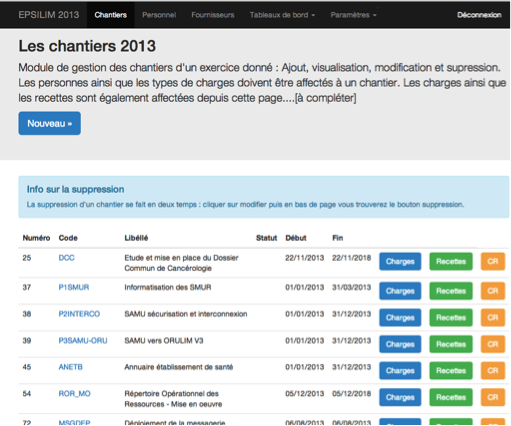 EPSILIM 2013 Chantiers Personnel Fournisseurs Tableaux de bord Paramètres Déconnexion
Les chantiers 2013
Module de gestion des chantiers d'un exercice donné : Ajout, visualisation, modification et supression.
Les personnes ainsi que les types de charges doivent être affectés à un chantier. Les charges ainsi que
les recettes sont également affectées depuis cette page....[à compléter]
Nouveau »
Info sur la suppression
La suppression d'un chantier se fait en deux temps : cliquer sur modifier puis en bas de page vous trouverez le bouton suppression.
Numéro Code Libéllé Statut Début Fin
25 DCC Etude et mise en place du Dossier 22/11/2013 22/11/2018 Charges Recettes CR
Commun de Cancérologie
37 P1SMUR Informatisation des SMUR 01/01/2013 31/03/2013 Charges Recettes CR
38 P2INTERCO SAMU sécurisation et interconnexion 01/01/2013 31/12/2013 Charges Recettes CR
39 P3SAMU-ORU SAMU vers ORULIM V3 01/01/2013 31/12/2013 Charges Recettes CR
45 ANETB Annuaire établissement de santé 01/01/2013 31/12/2013 Charges Recettes CR
54 ROR_MO Répertoire Opérationnel des 05/12/2013 05/12/2018 Charges Recettes CR
Ressources - Mise en oeuvre
72 MSGDEP Déploiement de la messagerie 06/08/2013 06/08/2013 Charges Recettes CR